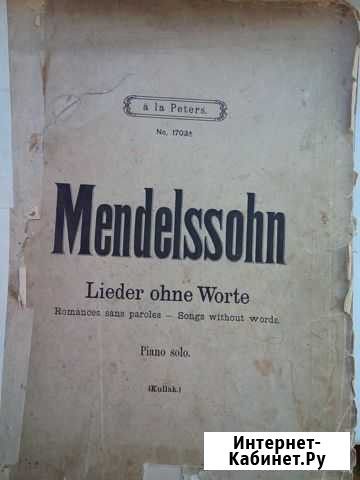 à la Peters.
No. 1703a
Mendelssohn
Lieder ohne Worte
Romances sans paroles – Songs without words.
Piano solo.
(Kullak.)
Интернет-
Кабинет.Ру